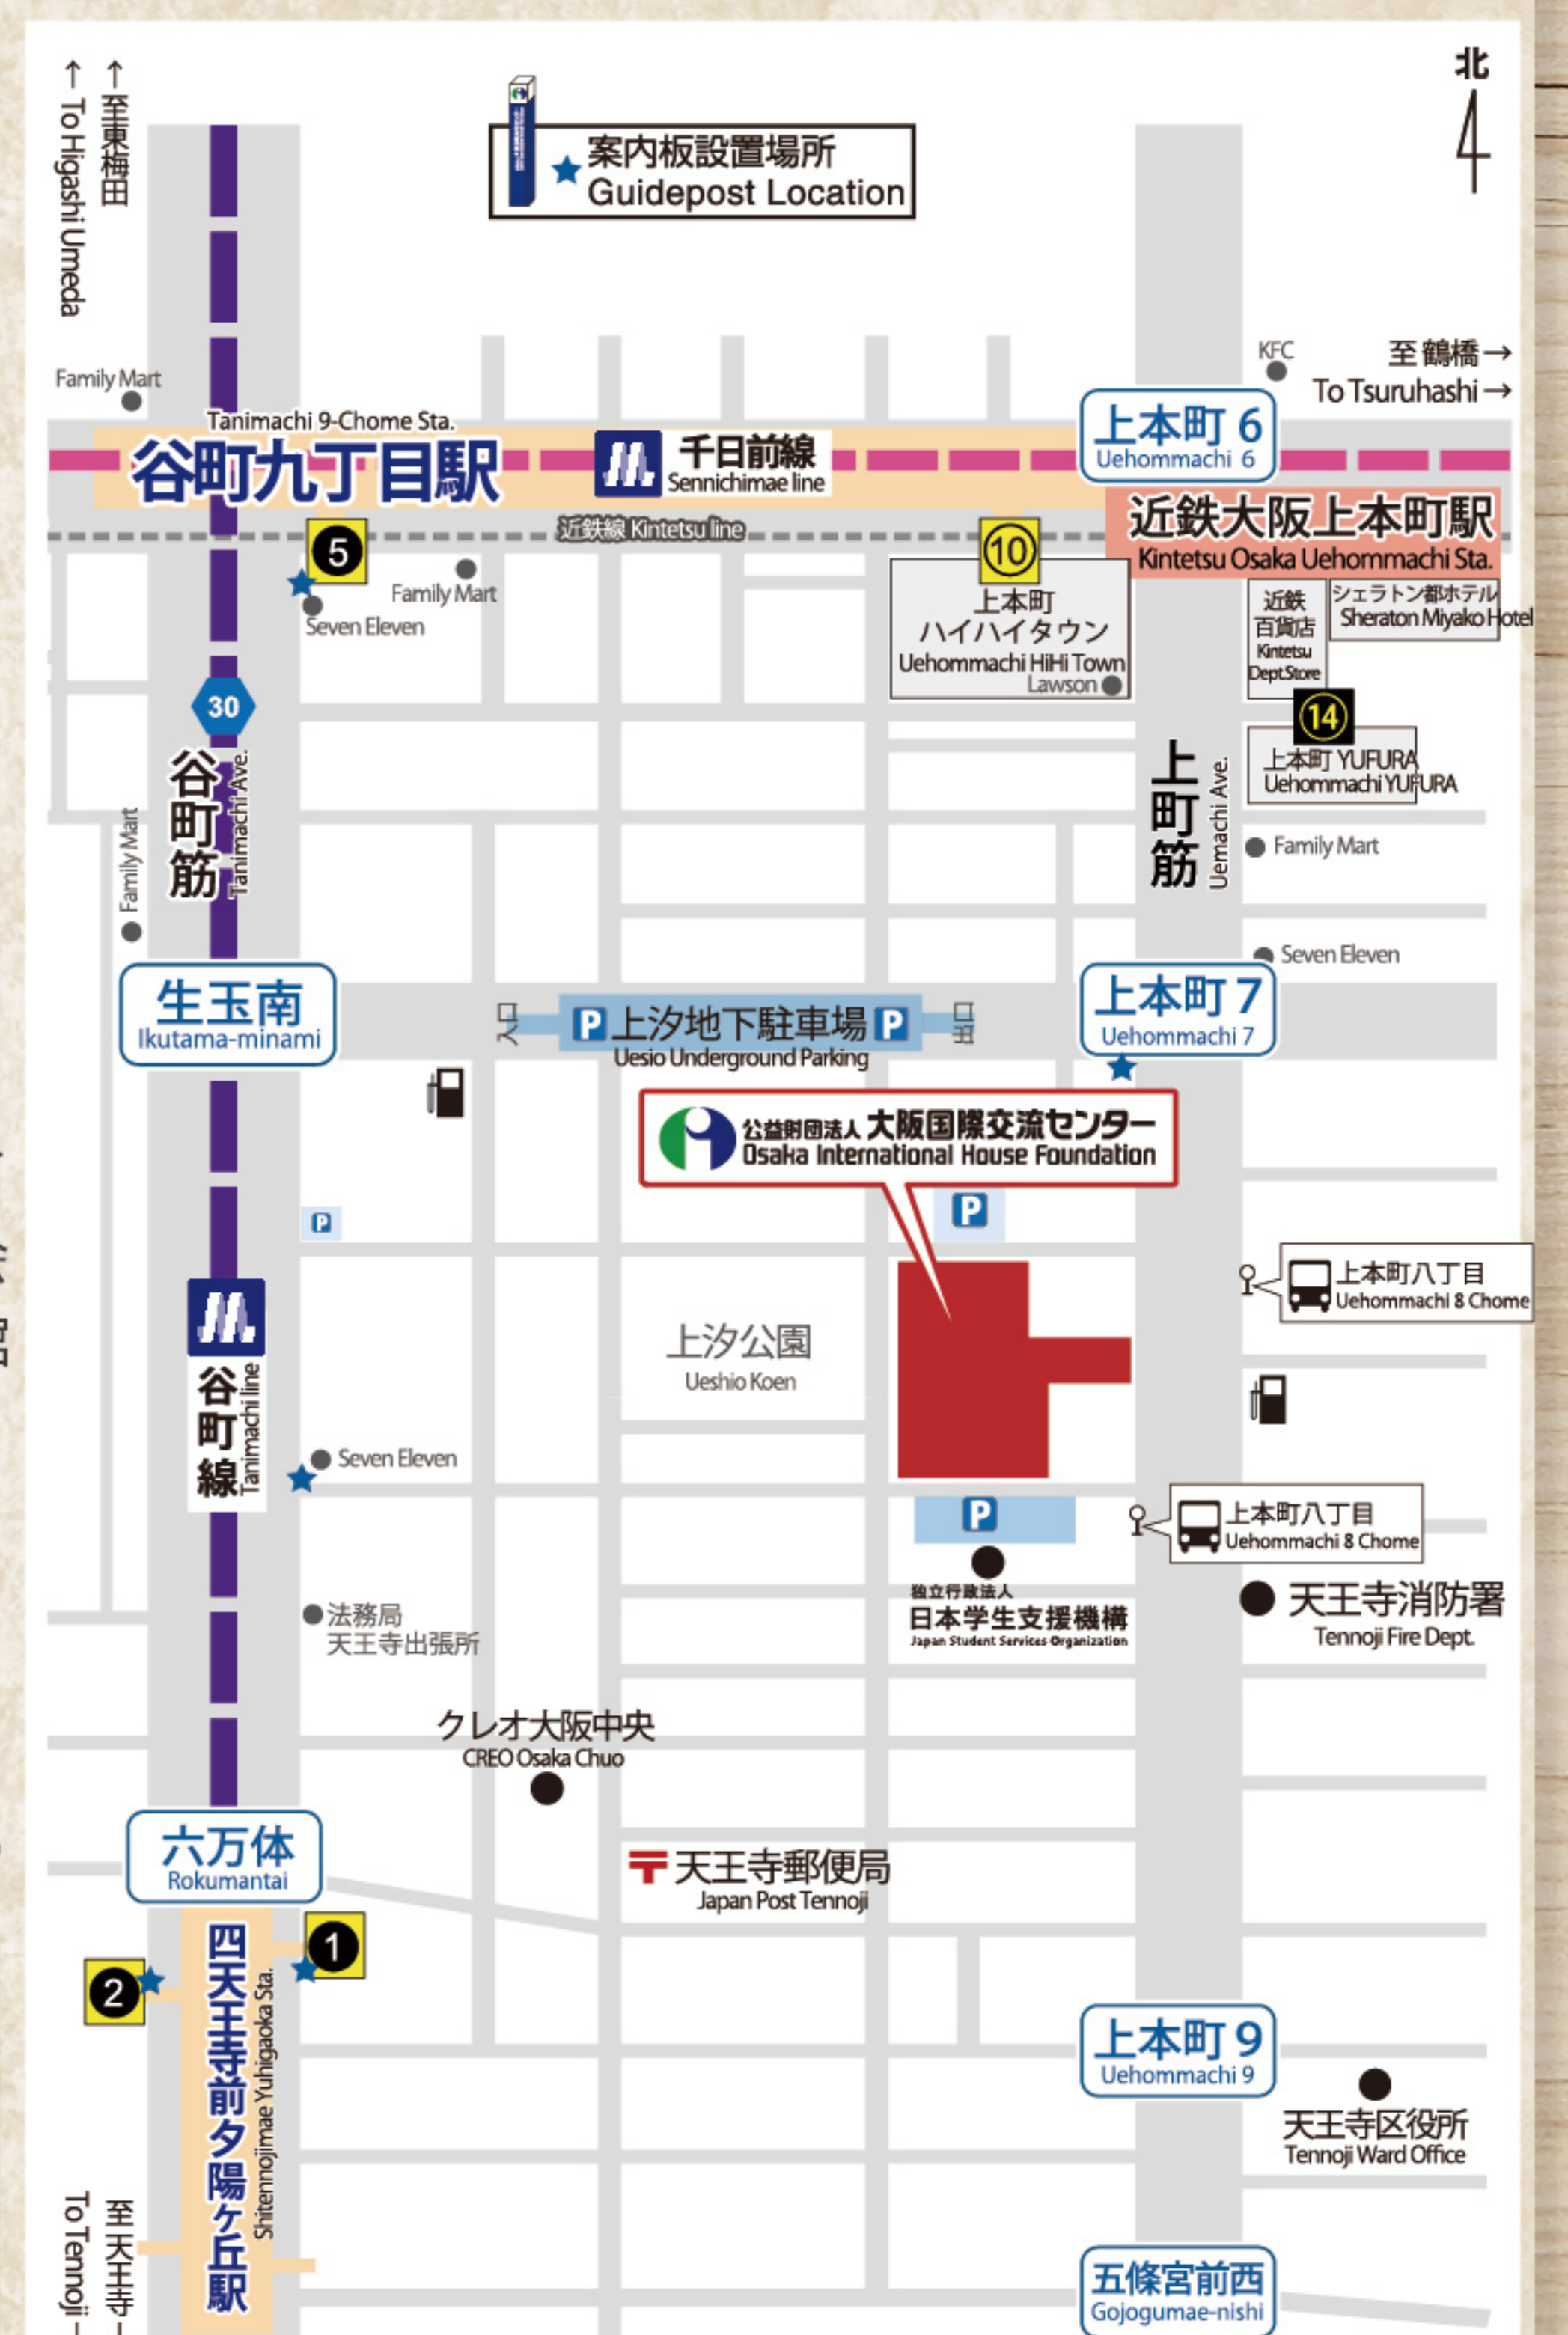 北
←至東梅田
←To Higashi Umeda
案内板設置場所
Guidepost Location
KFC
至 鶴橋→
To Tsuruhashi→
Family Mart
Tanimachi 9-Chome Sta.
谷町九丁目駅
千日前線
Sennichimae line
上本町 6
Uehommachi 6
近鉄線 Kintetsu line
近鉄大阪上本町駅
Kintetsu Osaka Uehommachi Sta.
5
Family Mart
Seven Eleven
10
上本町
ハイハイタウン
Uehommachi HiHi Town
Lawson
近鉄
百貨店
Kintetsu
Dept.Store
シェラトン都ホテル
Sheraton Miyako Hotel
14
上本町 YUFURA
Uehommachi YUFURA
30
谷町筋
Tanimachi Ave.
上町筋
Uemachi Ave.
Family Mart
Family Mart
Seven Eleven
生玉南
Ikutama-minami
入口
P 上汐地下駐車場 P
Uesio Underground Parking
出口
上本町 7
Uehommachi 7
公益財団法人 大阪国際交流センター
Osaka International House Foundation
P
P
上本町八丁目
Uehommachi 8 Chome
上汐公園
Ueshio Koen
谷町線
Tanimachi line
Seven Eleven
P
上本町八丁目
Uehommachi 8 Chome
独立行政法人
日本学生支援機構
Japan Student Services Organization
天王寺消防署
Tennoji Fire Dept.
法務局
天王寺出張所
クレオ大阪中央
CREO Osaka Chuo
六万体
Rokumantai
〒天王寺郵便局
Japan Post Tennoji
1
2
四天王寺前夕陽ヶ丘駅
Shitennojimae Yuhigaoka Sta.
上本町 9
Uehommachi 9
天王寺区役所
Tennoji Ward Office
至 天王寺
To Tennoji
五條宮前西
Gojogumae-nishi